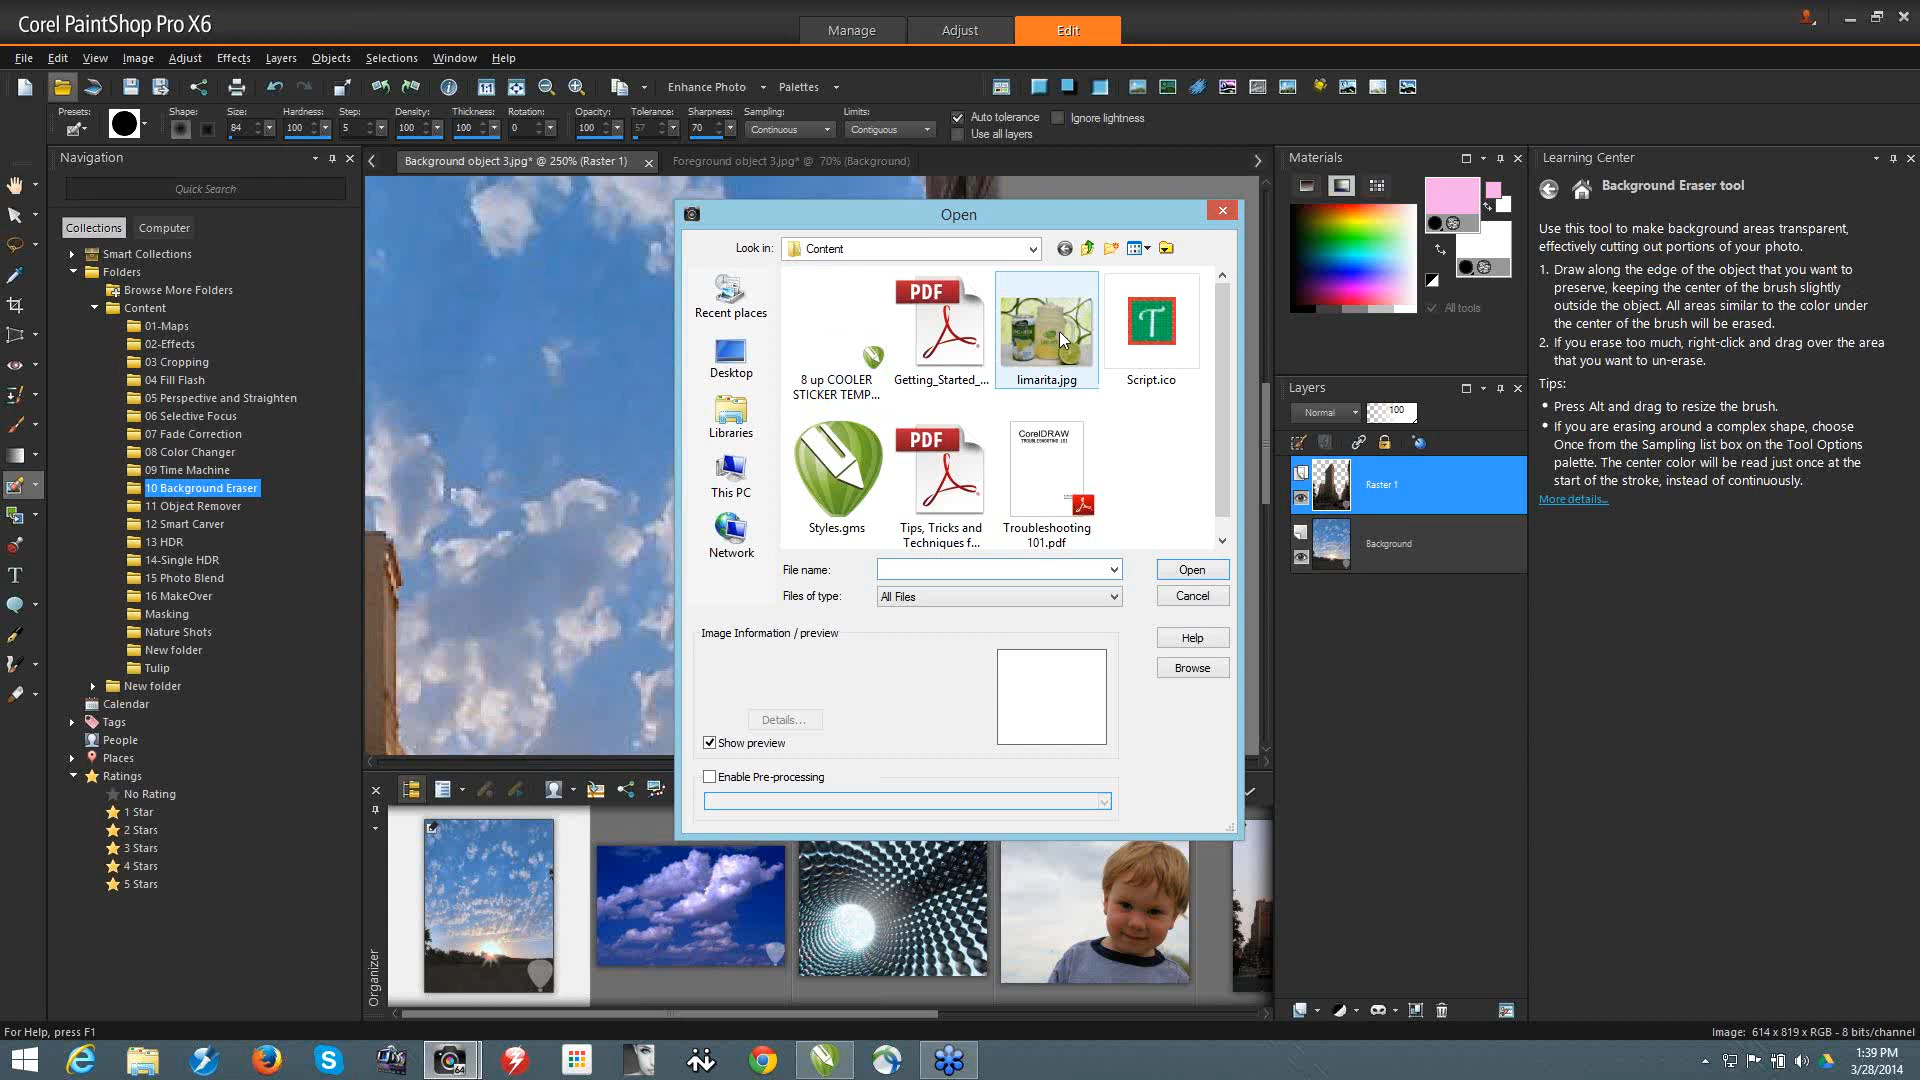 Corel PaintShop Pro X6
Manage
Adjust
Edit
File
Edit
View
Image
Adjust
Effects
Layers
Objects
Selections
Window
Help
Enhance Photo
Palettes
Presets:
Shape:
Size:
Hardness:
Step:
Density:
Thickness:
Rotation:
Opacity:
Tolerance:
Sharpness:
Sampling:
Limits:
84
100
5
100
100
0
100
57
70
Continuous
Contiguous
Auto tolerance
Ignore lightness
Use all layers
Navigation
Quick Search
Collections
Computer
Smart Collections
Folders
Browse More Folders
Content
01-Maps
02-Effects
03 Cropping
04 Fill Flash
05 Perspective and Straighten
06 Selective Focus
07 Fade Correction
08 Color Changer
09 Time Machine
10 Background Eraser
11 Object Remover
12 Smart Carver
13 HDR
14-Single HDR
15 Photo Blend
16 MakeOver
Masking
Nature Shots
New folder
Tulip
New folder
Calendar
Tags
People
Places
Ratings
No Rating
1 Star
2 Stars
3 Stars
4 Stars
5 Stars
Background object 3.jpg* @ 250% (Raster 1)
Foreground object 3.jpg* @ 70% (Background)
Open
Look in:
Content
Recent places
Desktop
Libraries
This PC
Network
8 up COOLER
STICKER TEMP...
PDF
Getting_Started_...
limarita.jpg
T
Script.ico
Styles.gms
PDF
Tips, Tricks and
Techniques f...
CorelDRAW
TROUBLESHOOTING 101
Troubleshooting
101.pdf
File name:
Open
Files of type:
All Files
Cancel
Image Information / preview
Help
Browse
Details...
Show preview
Enable Pre-processing
Organizer
Materials
All tools
Layers
Normal
100
Raster 1
Background
Learning Center
Background Eraser tool
Use this tool to make background areas transparent,
effectively cutting out portions of your photo.
1. Draw along the edge of the object that you want to
preserve, keeping the center of the brush slightly
outside the object. All areas similar to the color under
the center of the brush will be erased.
2. If you erase too much, right-click and drag over the area
that you want to un-erase.
Tips:
• Press Alt and drag to resize the brush.
• If you are erasing around a complex shape, choose
Once from the Sampling list box on the Tool Options
palette. The center color will be read just once at the
start of the stroke, instead of continuously.
More details...
For Help, press F1
Image: 614 x 819 x RGB - 8 bits/channel
64
1:39 PM
3/28/2014